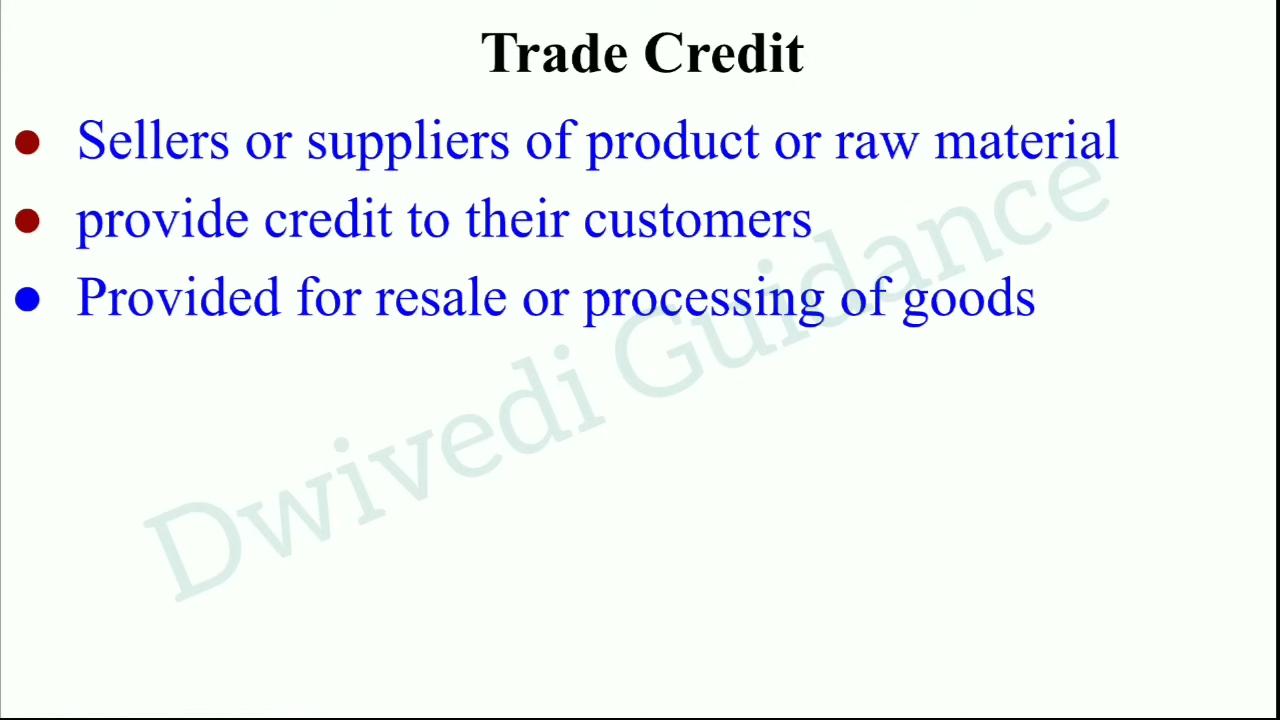 Trade Credit
● Sellers or suppliers of product or raw material
● provide credit to their customers
● Provided for resale or processing of goods
Dwivedi Guidance